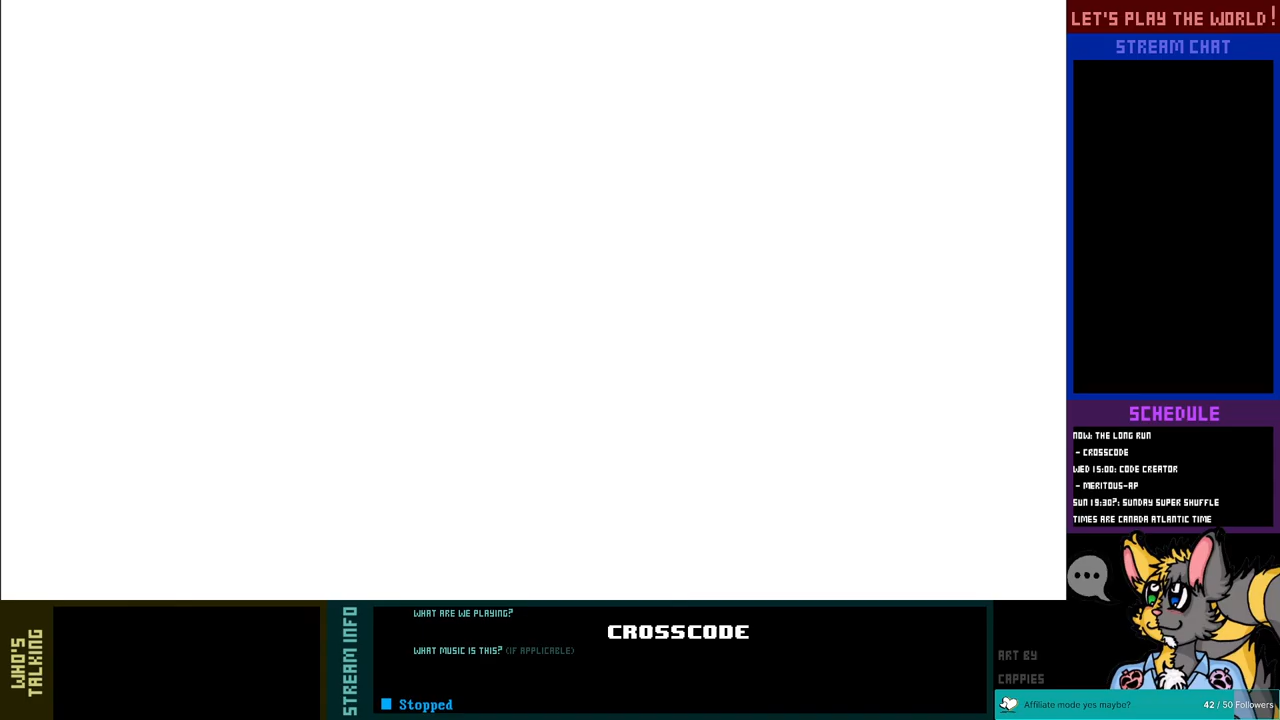 LET'S PLAY THE WORLD!
STREAM CHAT
SCHEDULE
NOW: THE LONG RUN
- CROSSCODE
WED 15:00: CODE CREATOR
- MERITOUS-AP
SUN 19:30?: SUNDAY SUPER SHUFFLE
TIMES ARE CANADA ATLANTIC TIME
WHO'S
TALKING
STREAM INFO
WHAT ARE WE PLAYING?
CROSSCODE
WHAT MUSIC IS THIS? (IF APPLICABLE)
Stopped
ART BY
CAPPIES
Affiliate mode yes maybe? 42 / 50 Followers